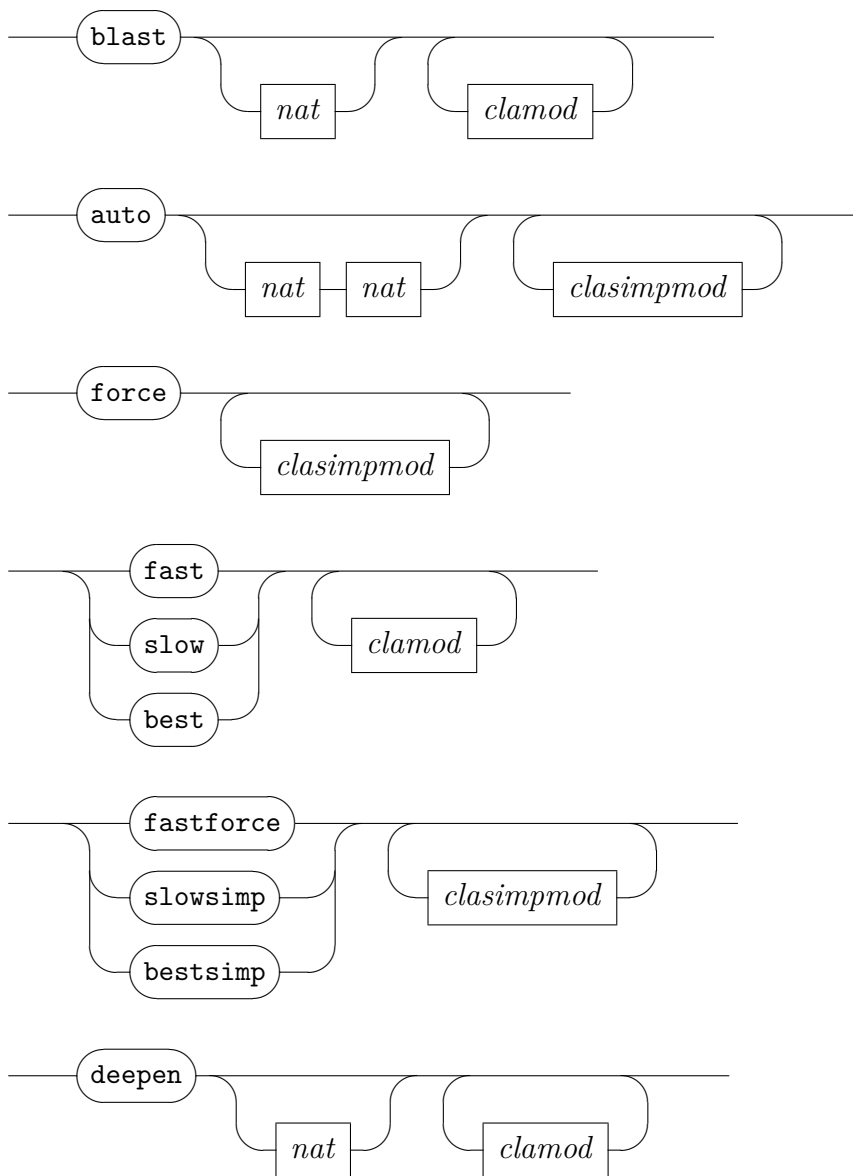 blast
nat clamod
auto
nat nat clasimpmod
force
clasimpmod
fast
slow clamod
best
fastforce
slowsimp clasimpmod
bestsimp
deepen
nat clamod